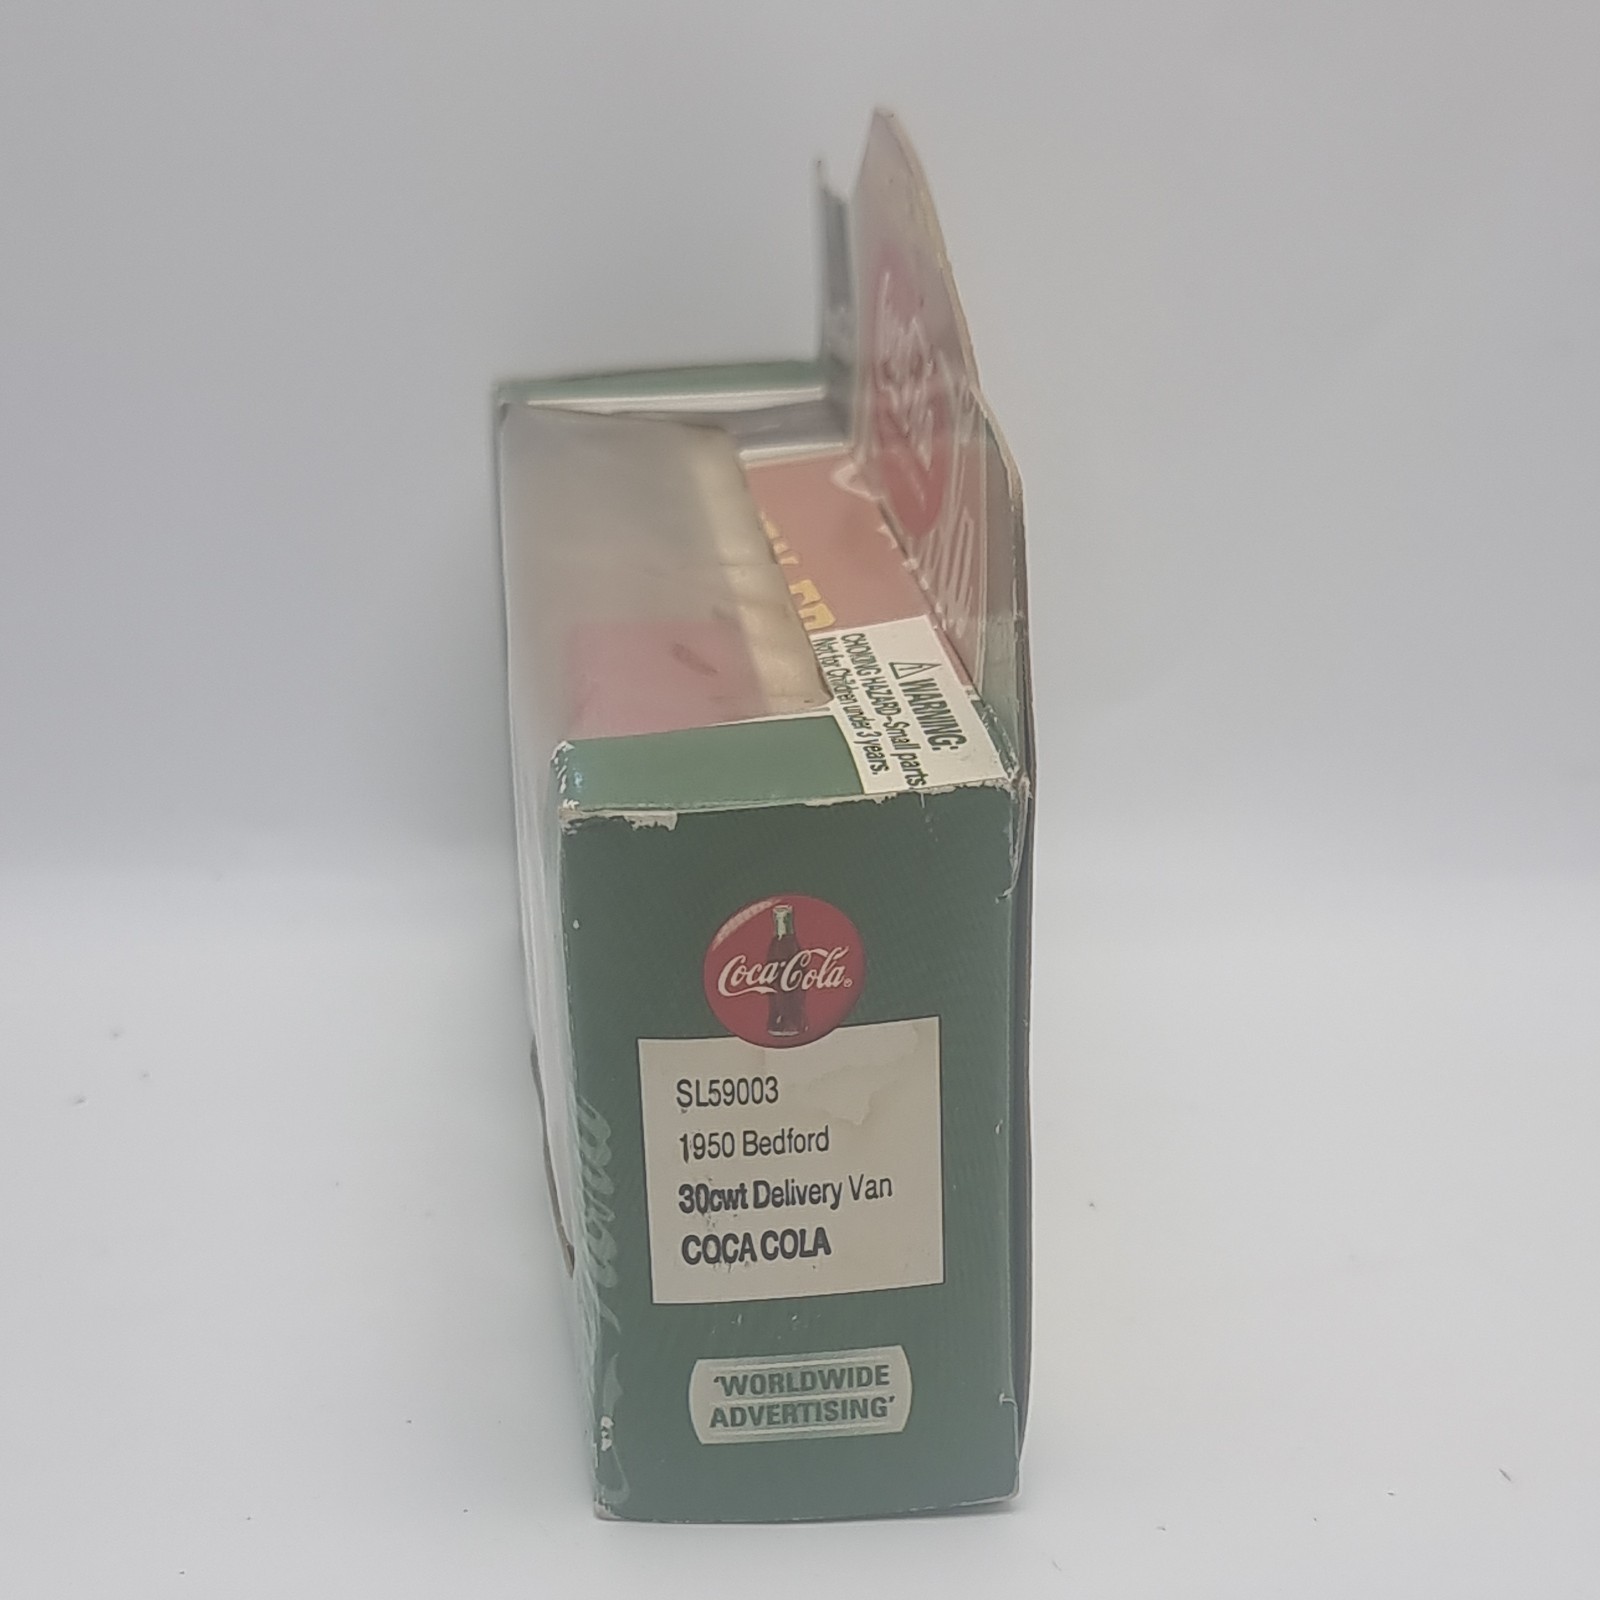 ⚠ WARNING:
CHOKING HAZARD-Small parts
Not for Children under 3 years.
Coca-Cola®
SL59003
1950 Bedford
30cwt Delivery Van
COCA COLA
'WORLDWIDE
ADVERTISING'